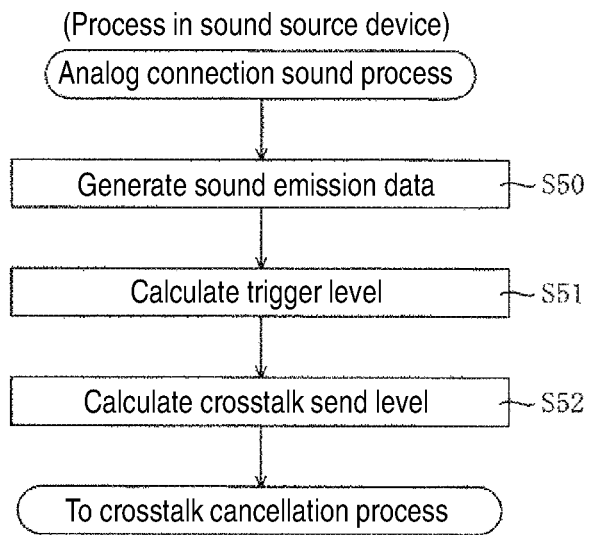 (Process in sound source device)
Analog connection sound process
Generate sound emission data S50
Calculate trigger level S51
Calculate crosstalk send level S52
To crosstalk cancellation process